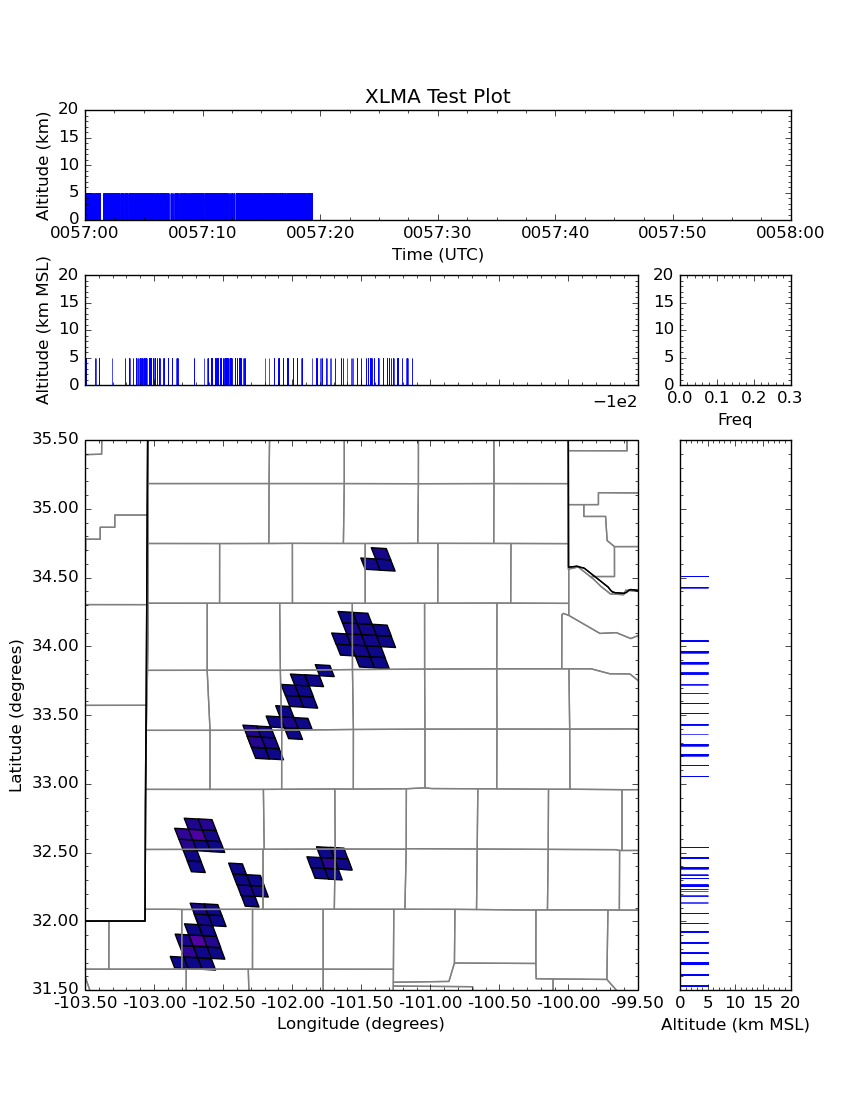 XLMA Test Plot
Altitude (km)
20
15
10
5
0
0057:00 0057:10 0057:20 0057:30 0057:40 0057:50 0058:00
Time (UTC)
Altitude (km MSL)
20
15
10
5
0
−1e2
20
15
10
5
0
0.0 0.1 0.2 0.3
Freq
Latitude (degrees)
35.50
35.00
34.50
34.00
33.50
33.00
32.50
32.00
31.50
-103.50 -103.00 -102.50 -102.00 -101.50 -101.00 -100.50 -100.00 -99.50
Longitude (degrees)
0 5 10 15 20
Altitude (km MSL)